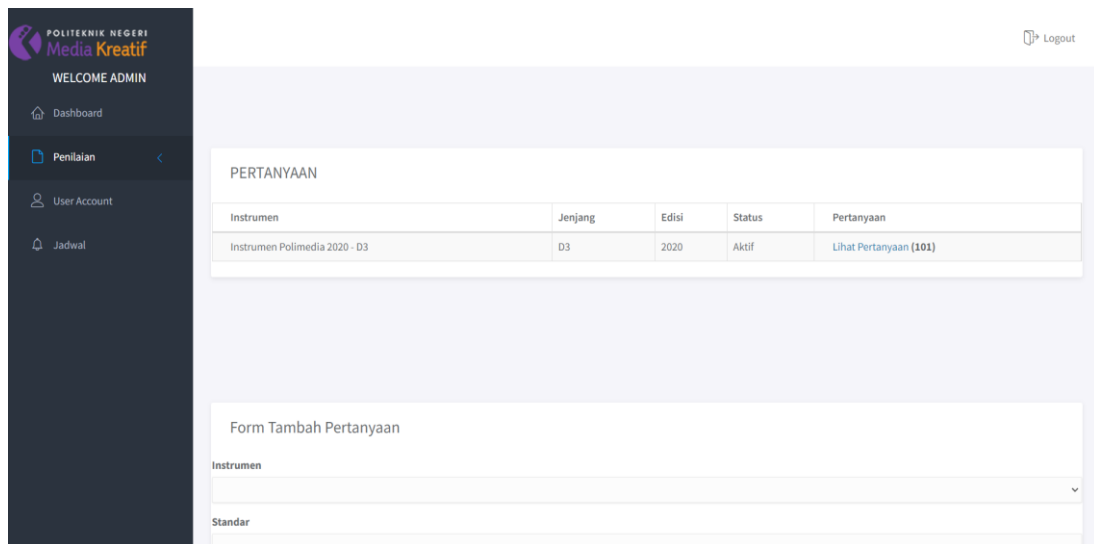 POLITEKNIK NEGERI
Media Kreatif
WELCOME ADMIN
Dashboard
Penilaian
User Account
Jadwal
Logout
PERTANYAAN
Instrumen Jenjang Edisi Status Pertanyaan
Instrumen Polimedia 2020 - D3 D3 2020 Aktif Lihat Pertanyaan (101)
Form Tambah Pertanyaan
Instrumen
Standar